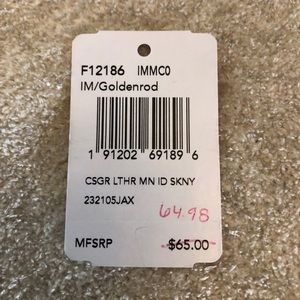 F12186 IMMC0
IM/Goldenrod
1 91202 69189 6
CSGR LTHR MN ID SKNY
232105JAX
64.98
MFSRP $65.00